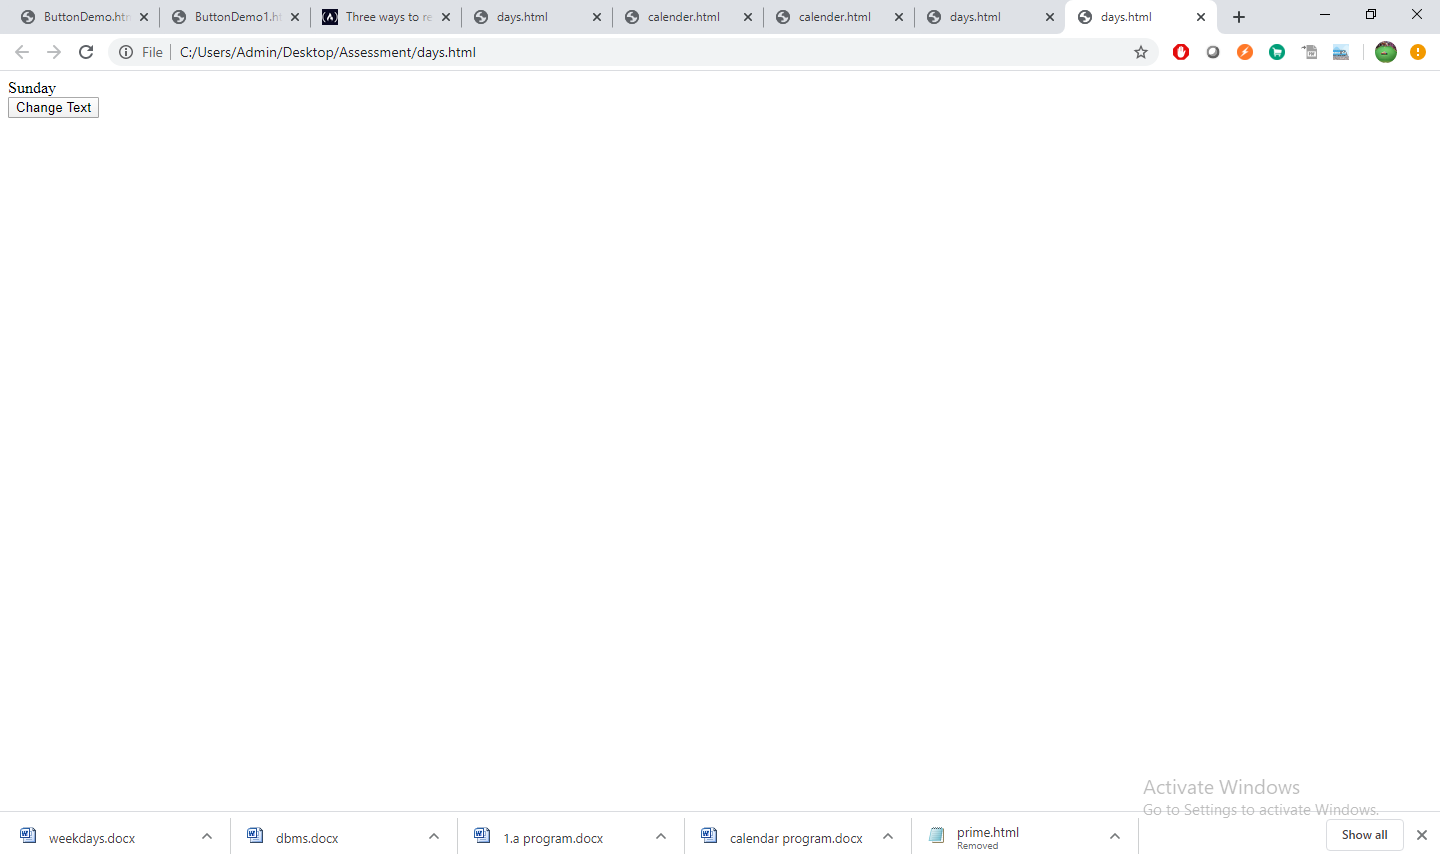 ButtonDemo.htm
ButtonDemo1.ht
Three ways to re
days.html
calender.html
calender.html
days.html
days.html
File
C:/Users/Admin/Desktop/Assessment/days.html
Sunday
Change Text
Activate Windows
Go to Settings to activate Windows.
weekdays.docx
dbms.docx
1.a program.docx
calendar program.docx
prime.html
Removed
Show all